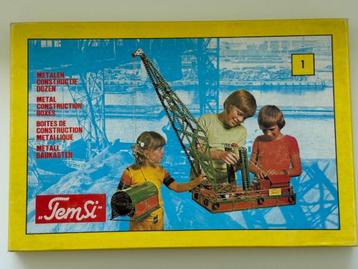 1
METALEN
CONSTRUCTIE
DOZEN
METAL
CONSTRUCTION
BOXES
BOITES DE
CONSTRUCTION
METALLIQUE
METALL
BAUKASTEN
„TemSi"